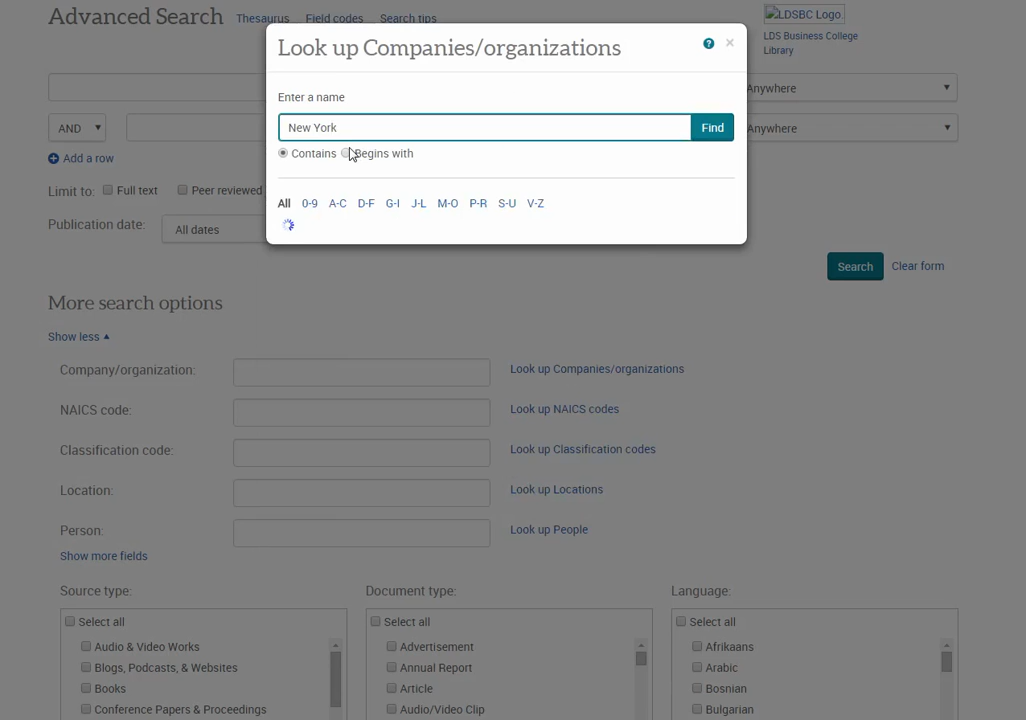 Advanced Search Thesaurus Field codes Search tips
LDSBC Logo
LDS Business College
Library
Look up Companies/organizations
Enter a name
New York Find
Contains Begins with
All 0-9 A-C D-F G-I J-L M-O P-R S-U V-Z
Anywhere
AND Anywhere
Add a row
Limit to: Full text Peer reviewed
Publication date: All dates
Search Clear form
More search options
Show less
Company/organization: Look up Companies/organizations
NAICS code: Look up NAICS codes
Classification code: Look up Classification codes
Location: Look up Locations
Person: Look up People
Show more fields
Source type: Document type: Language:
Select all Select all Select all
Audio & Video Works Advertisement Afrikaans
Blogs, Podcasts, & Websites Annual Report Arabic
Books Article Bosnian
Conference Papers & Proceedings Audio/Video Clip Bulgarian